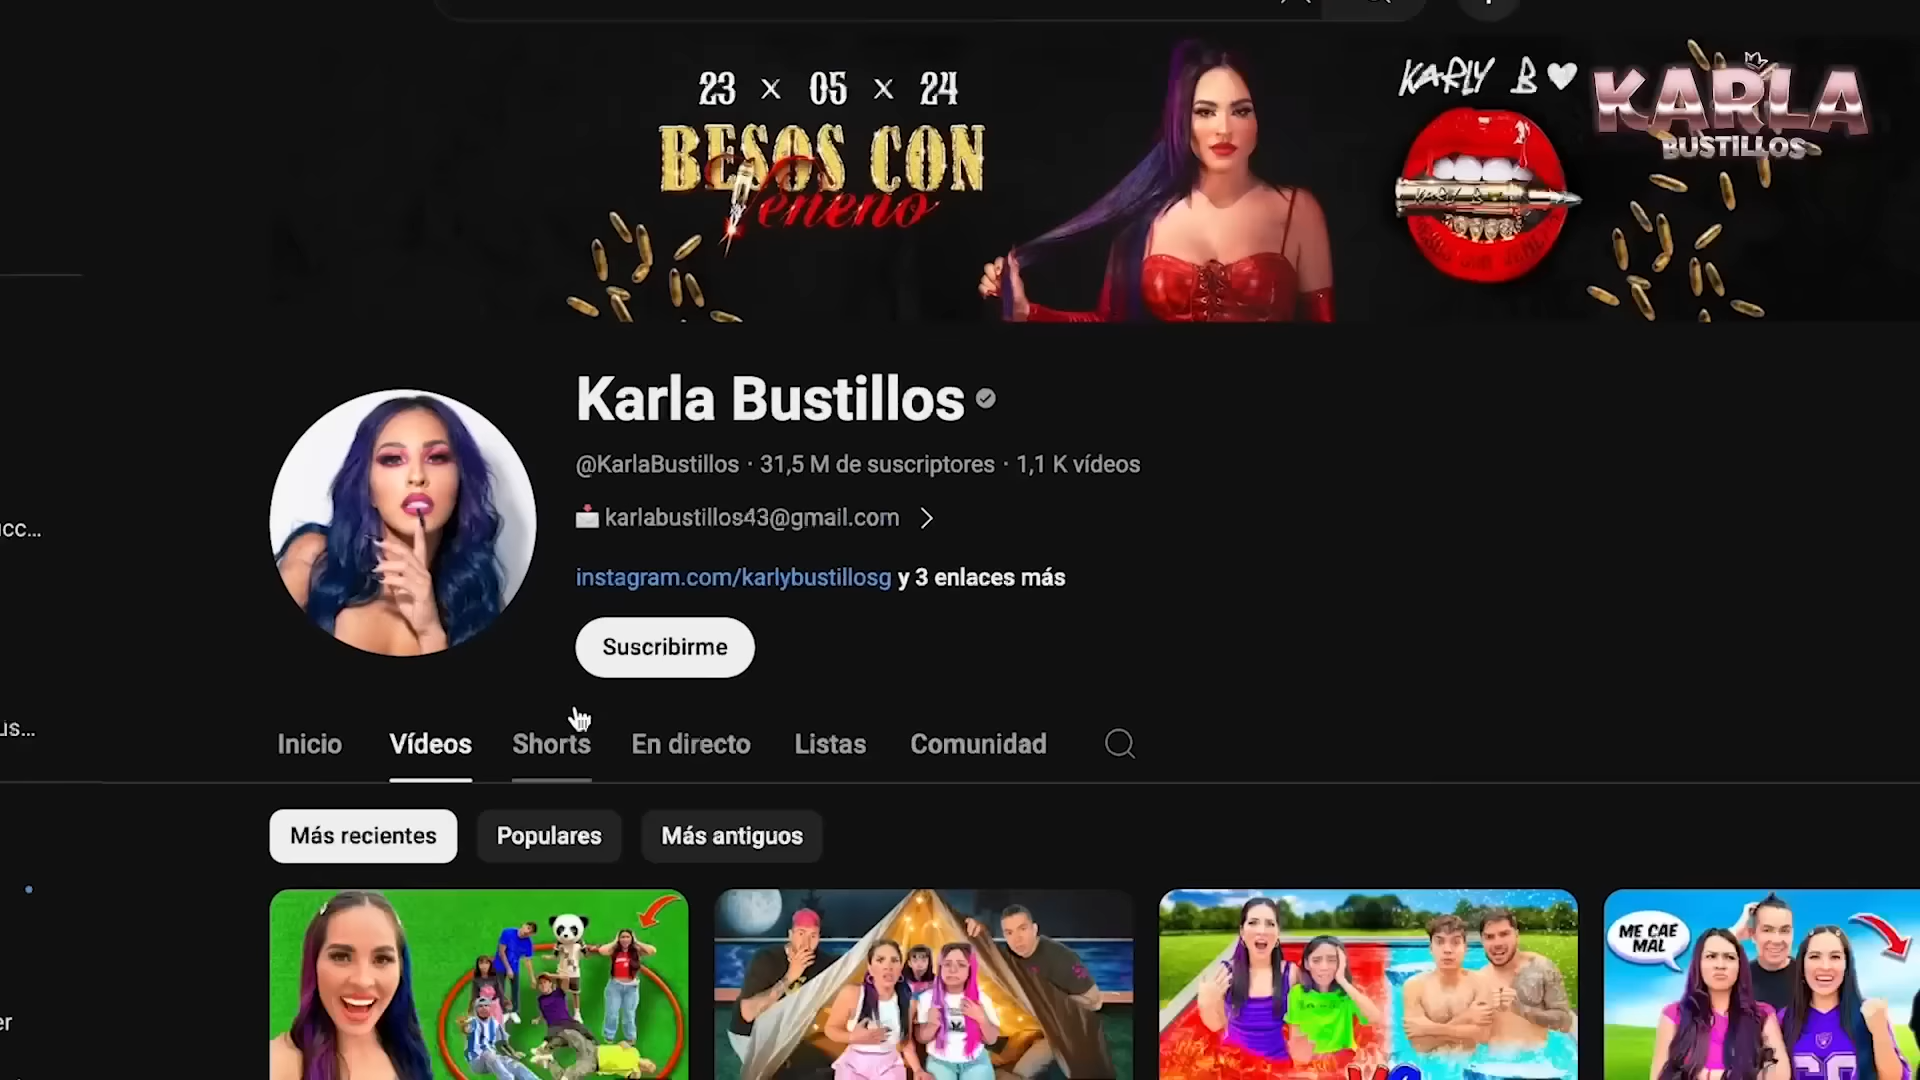 23 x 05 x 24
BESOS CON
Veneno
KARLY B
KARLA
BUSTILLOS
Karla Bustillos
@KarlaBustillos · 31,5 M de suscriptores · 1,1 K vídeos
karlabustillos43@gmail.com
instagram.com/karlybustillosg y 3 enlaces más
Suscribirme
Inicio Vídeos Shorts En directo Listas Comunidad
Más recientes Populares Más antiguos
ME CAE
MAL